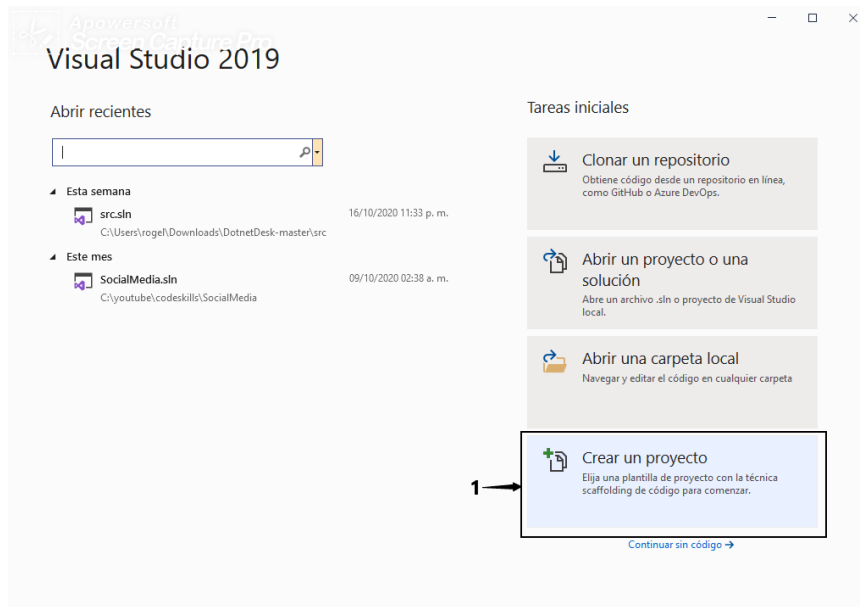 Apowersoft
Screen Capture Pro
Visual Studio 2019
Abrir recientes
Esta semana
src.sln
16/10/2020 11:33 p. m.
C:\Users\rogel\Downloads\DotnetDesk-master\src
Este mes
SocialMedia.sln
09/10/2020 02:38 a. m.
C:\youtube\codeskills\SocialMedia
Tareas iniciales
Clonar un repositorio
Obtiene código desde un repositorio en línea,
como GitHub o Azure DevOps.
Abrir un proyecto o una
solución
Abre un archivo .sln o proyecto de Visual Studio
local.
Abrir una carpeta local
Navegar y editar el código en cualquier carpeta
1
Crear un proyecto
Elija una plantilla de proyecto con la técnica
scaffolding de código para comenzar.
Continuar sin código